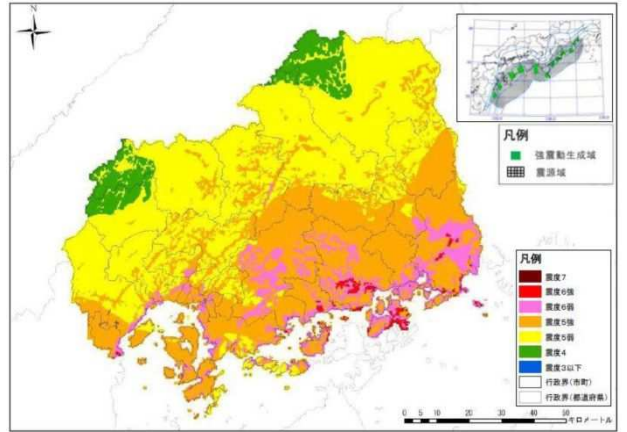 N
凡例
強震動生成域
震源域
凡例
震度7
震度6強
震度6弱
震度5強
震度5弱
震度4
震度3以下
行政界(市町)
行政界(都道府県)
0 5 10 20 30 40 50
キロメートル